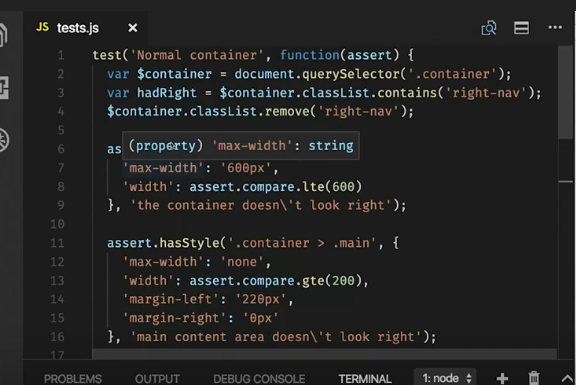 JS tests.js ×
1 test('Normal container', function(assert) {
2 var $container = document.querySelector('.container');
3 var hadRight = $container.classList.contains('right-nav');
4 $container.classList.remove('right-nav');
5
6 as
(property) 'max-width': string
7 'max-width': '600px',
8 'width': assert.compare.lte(600)
9 }, 'the container doesn\'t look right');
10
11 assert.hasStyle('.container > .main', {
12 'max-width': 'none',
13 'width': assert.compare.gte(200),
14 'margin-left': '220px',
15 'margin-right': '0px'
16 }, 'main content area doesn\'t look right');
17
PROBLEMS OUTPUT DEBUG CONSOLE TERMINAL 1: node